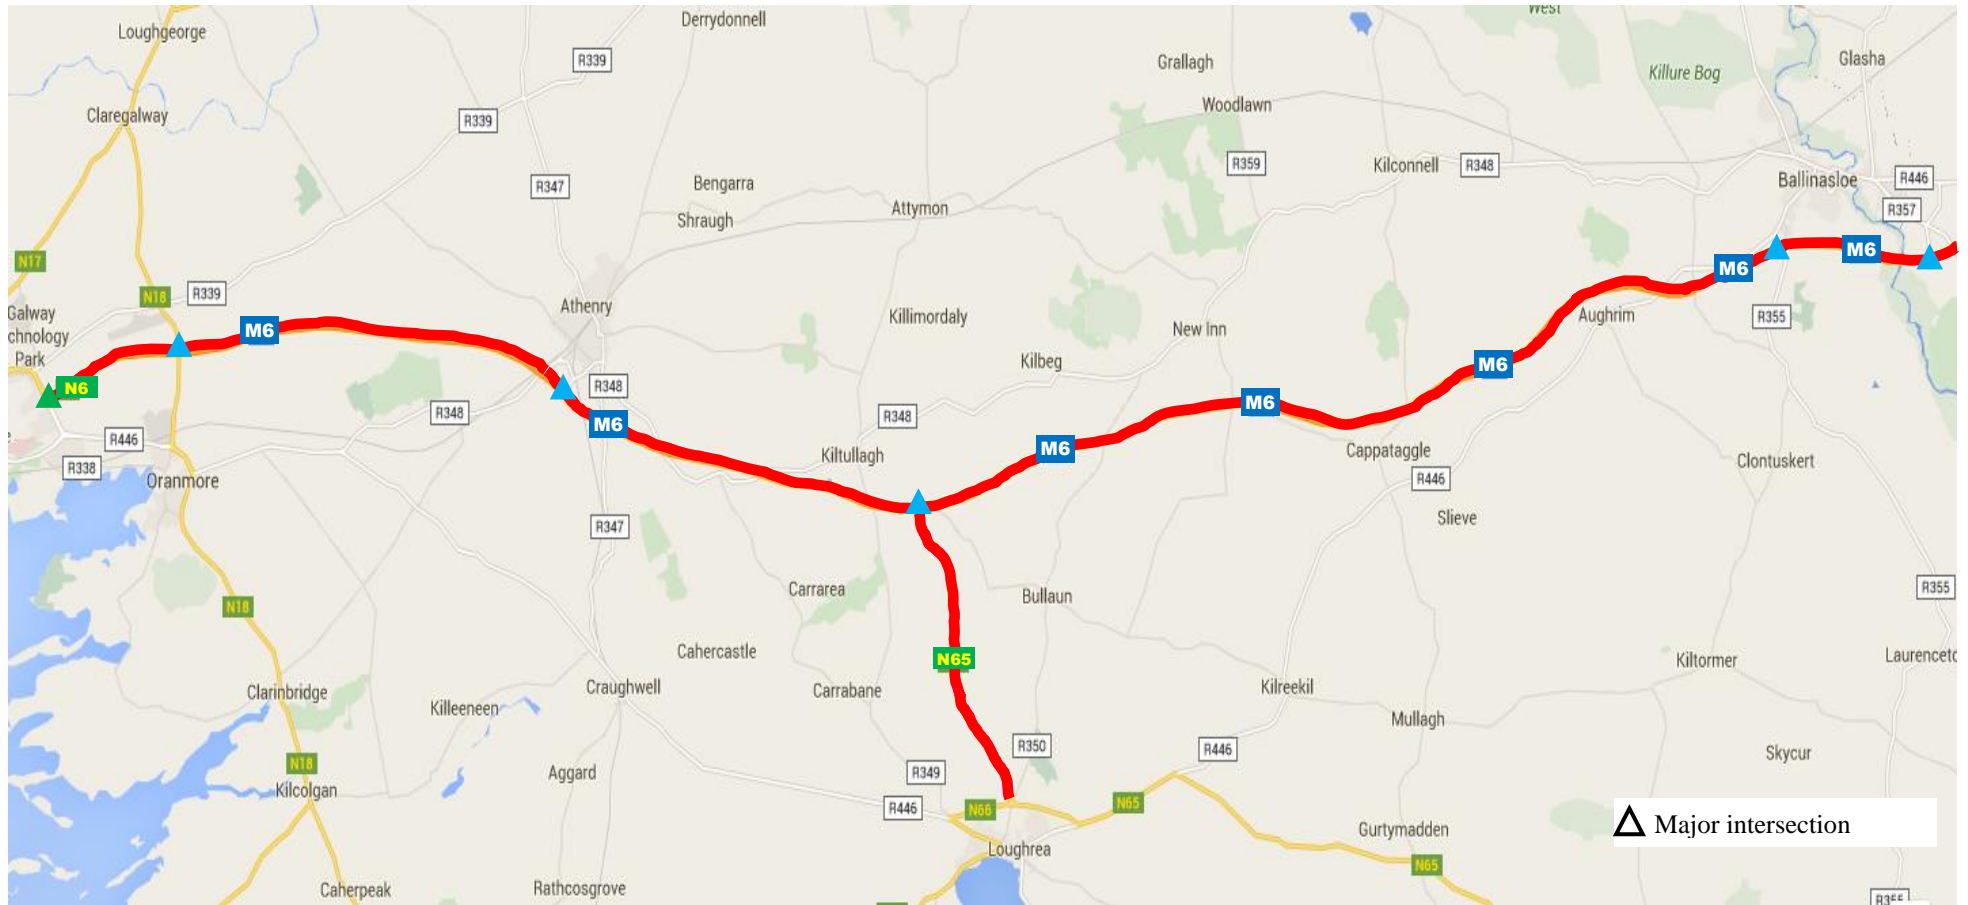 West
Derrydonnell
Loughgeorge
R339
Grallagh
Glasha
Killure Bog
Woodlawn
Claregalway
R339
R359
Kilconnell
R348
R347
Bengarra
Ballinasloe
R446
Attymon
R357
Shraugh
N17
M6
M6
N18
R339
Athenry
Galway
Killimordaly
Aughrim
R355
M6
New Inn
chnology
Park
Kilbeg
M6
N6
R348
R348
M6
R348
M6
R446
M6
Cappataggle
Kiltullagh
R338
Clontuskert
Oranmore
R446
Slieve
R347
Carrarea
R355
Bullaun
N18
Cahercastle
N65
Kiltormer
Laurenceto
Clarinbridge
Craughwell
Carrabane
Kilreekil
Killeeneen
Mullagh
R350
R446
Skycur
N18
Aggard
R349
Kilcolgan
R446
N66
N65
Major intersection
Gurtymadden
Loughrea
N65
Caherpeak
Rathcosgrove
R355